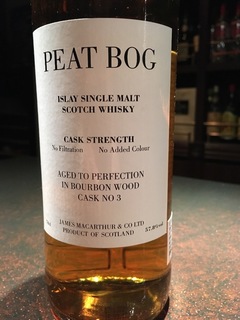 PEAT BOG
ISLAY SINGLE MALT
SCOTCH WHISKY
CASK STRENGTH
No Filtration No Added Colour
AGED TO PERFECTION
IN BOURBON WOOD
CASK NO 3
JAMES MACARTHUR & CO LTD
PRODUCT OF SCOTLAND